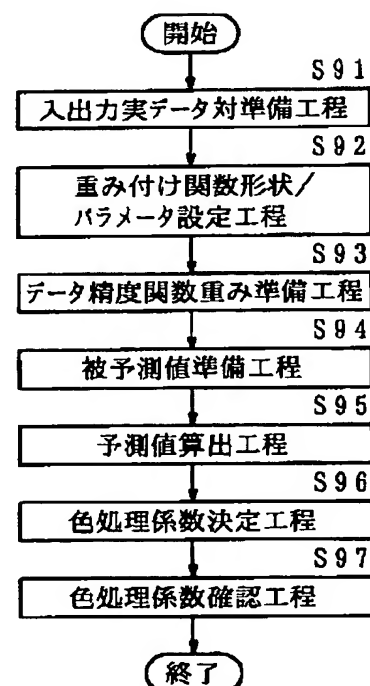 開始
S91
入出力実データ対準備工程
S92
重み付け関数形状/
パラメータ設定工程
S93
データ精度関数重み準備工程
S94
被予測値準備工程
S95
予測値算出工程
S96
色処理係数決定工程
S97
色処理係数確認工程
終了